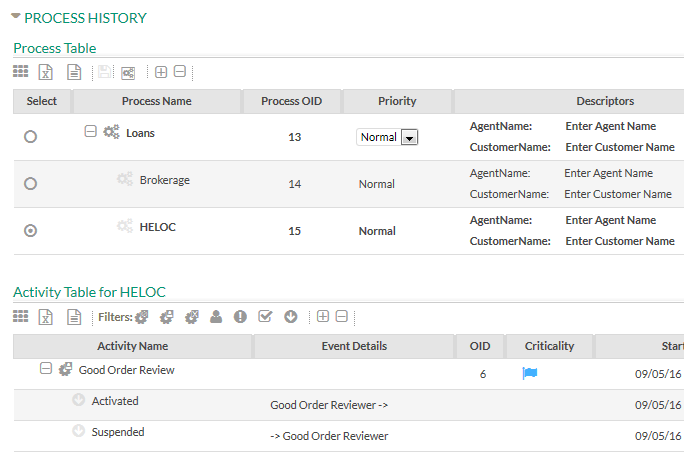 PROCESS HISTORY
Process Table
Select Process Name Process OID Priority Descriptors
Loans 13 Normal AgentName: Enter Agent Name
CustomerName: Enter Customer Name
Brokerage 14 Normal AgentName: Enter Agent Name
CustomerName: Enter Customer Name
HELOC 15 Normal AgentName: Enter Agent Name
CustomerName: Enter Customer Name
Activity Table for HELOC
Filters:
Activity Name Event Details OID Criticality Start
Good Order Review 6 09/05/16
Activated Good Order Reviewer -> 09/05/16
Suspended -> Good Order Reviewer 09/05/16